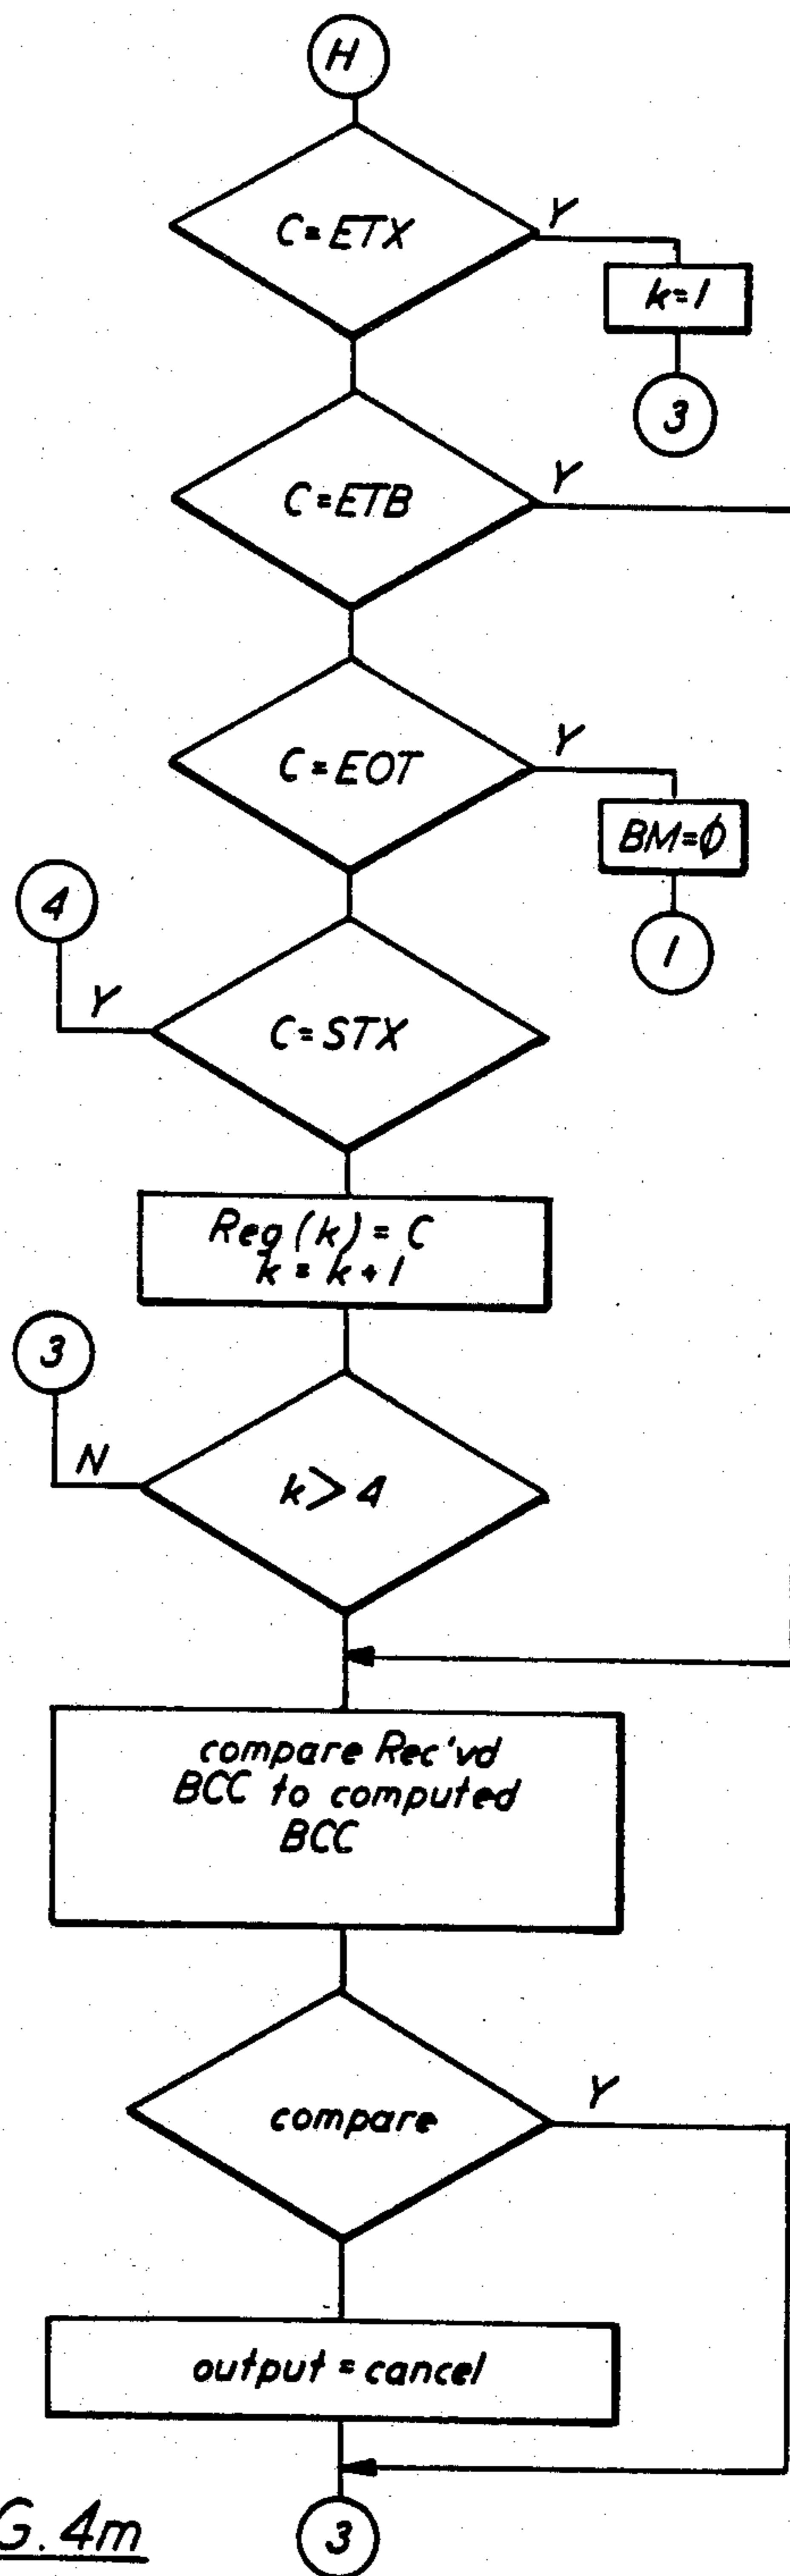 H
C=ETX
Y
k=1
3
C=ETB
Y
C=EOT
Y
BM=φ
1
4
Y
C=STX
Reg (k) = C
k = k + 1
3
N
k>4
compare Rec'vd
BCC to computed
BCC
compare
Y
output = cancel
3
G. 4m